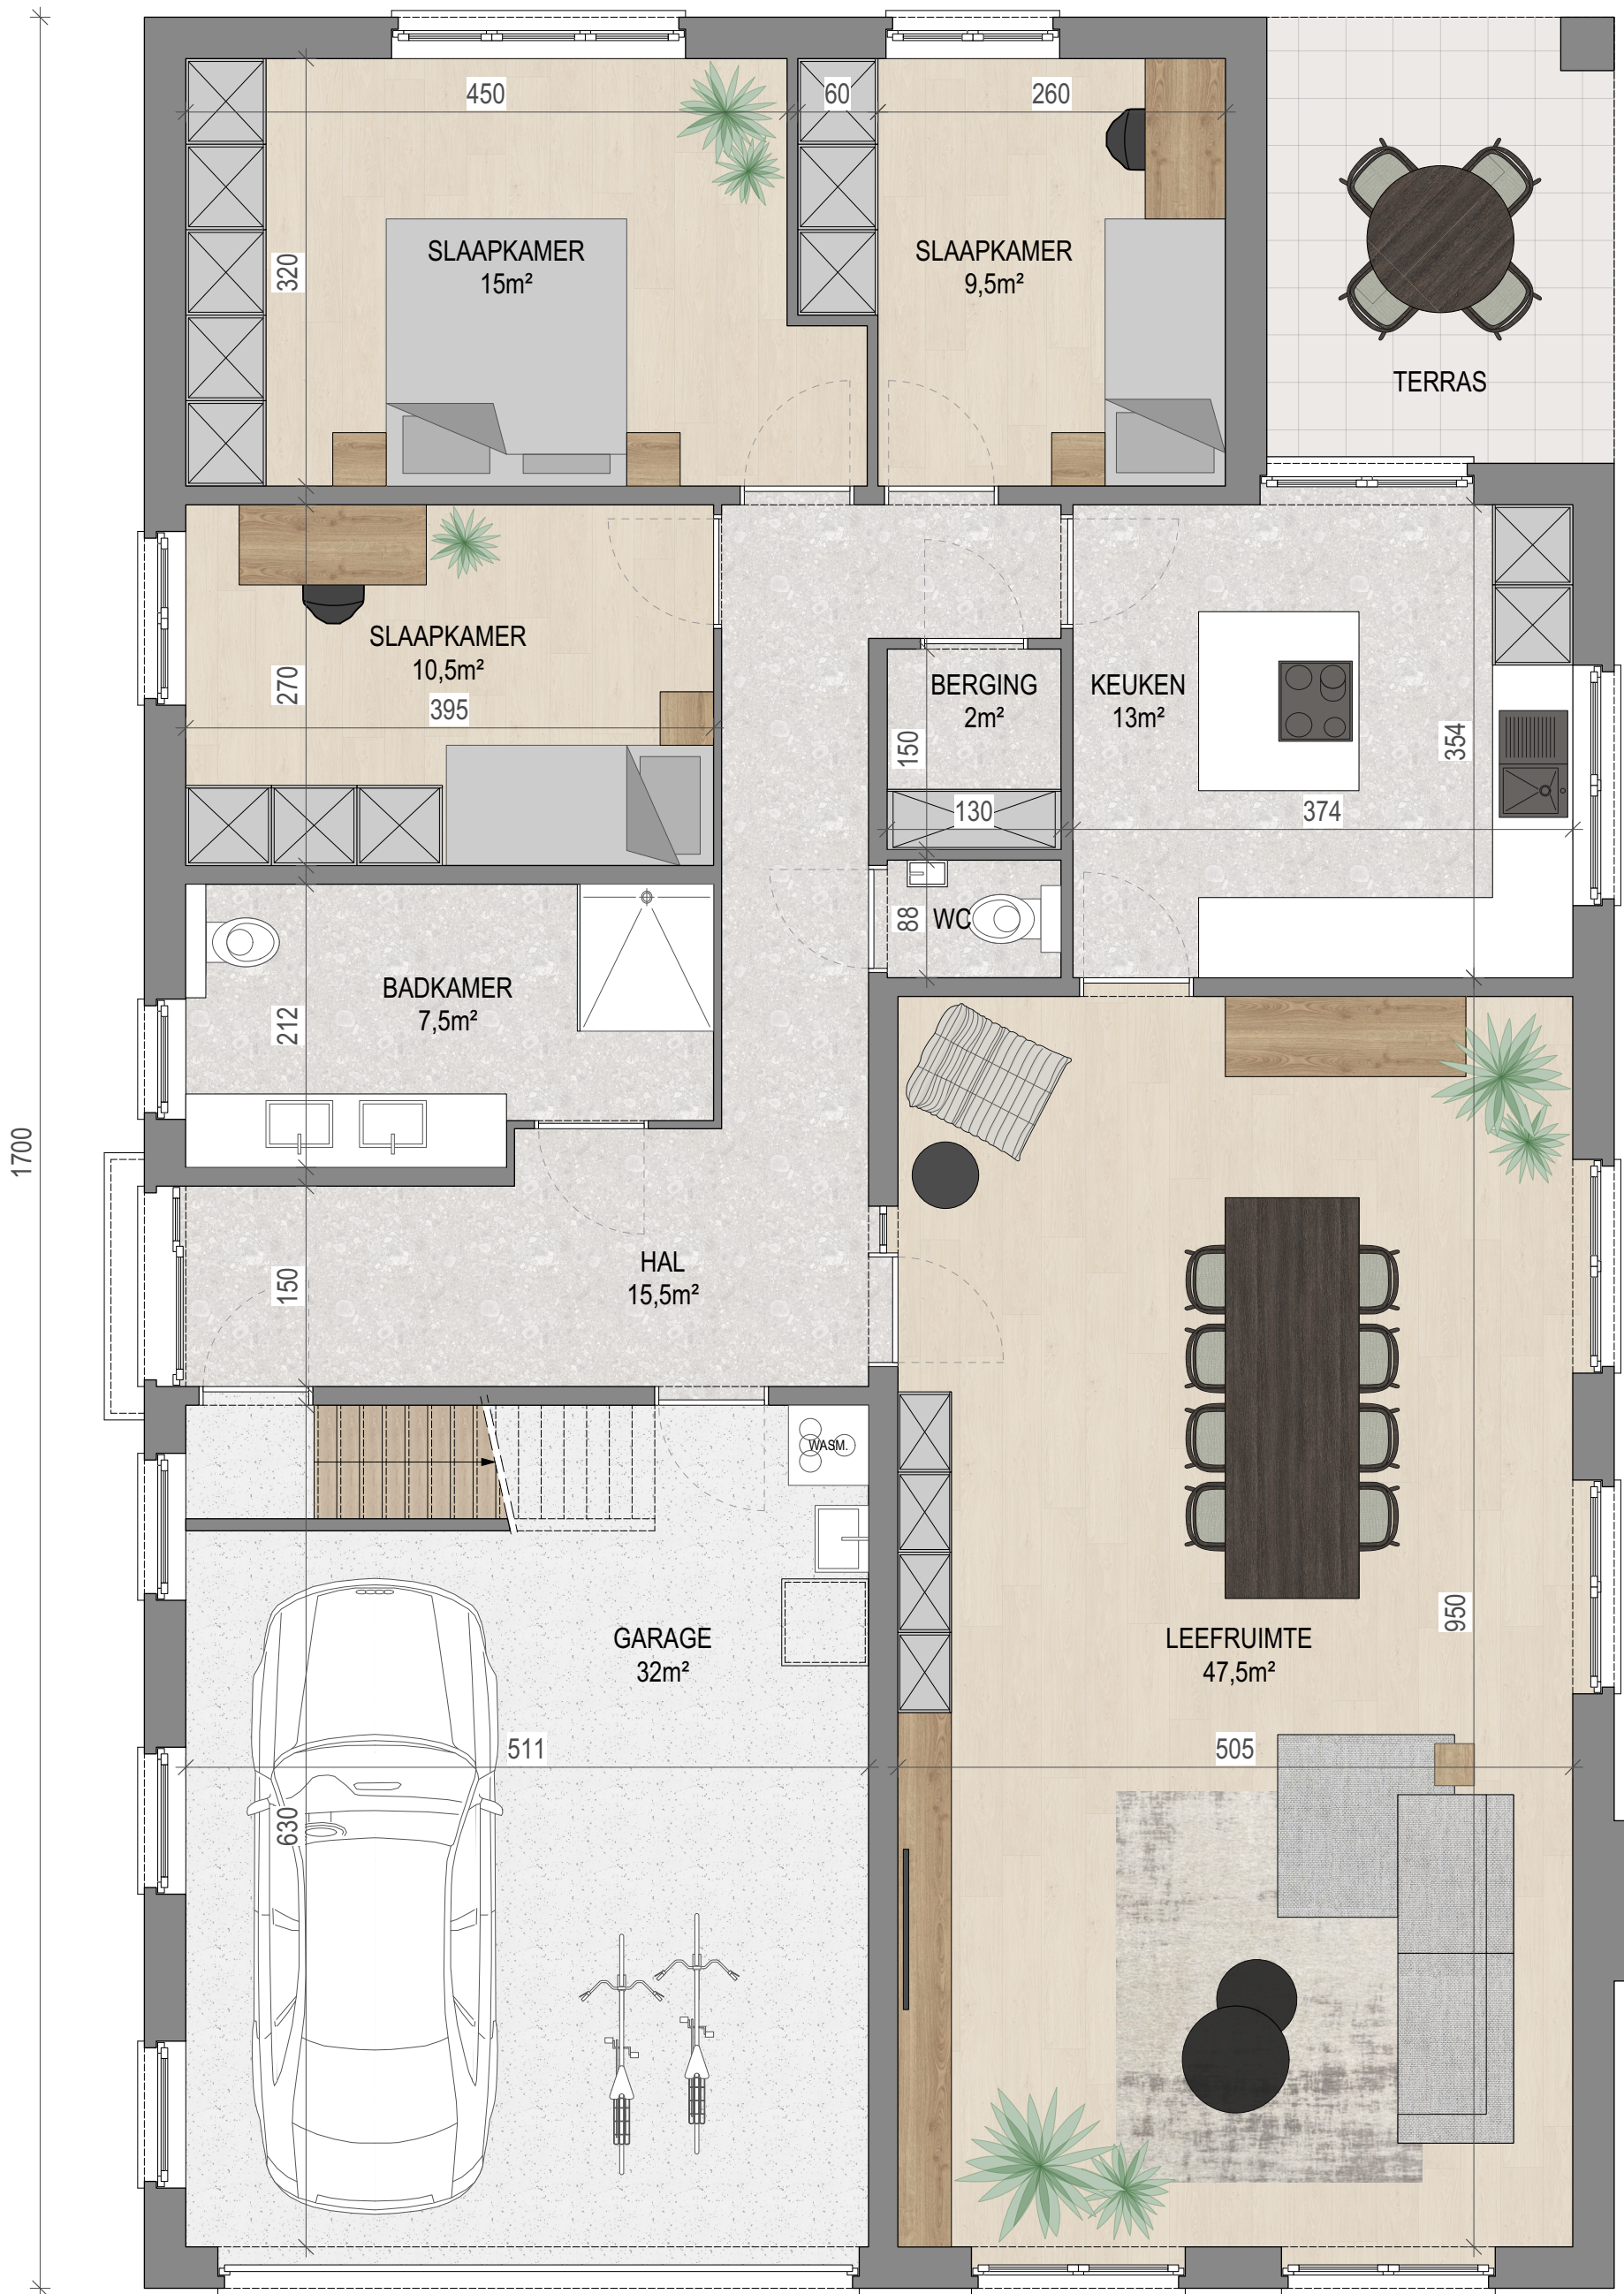 450
60
260
SLAAPKAMER
15m²
320
SLAAPKAMER
9,5m²
TERRAS
SLAAPKAMER
10,5m²
270
395
BERGING
2m²
150
130
KEUKEN
13m²
354
374
88
WC
BADKAMER
7,5m²
212
1700
HAL
15,5m²
150
WASM.
GARAGE
32m²
LEEFRUIMTE
47,5m²
950
511
505
630